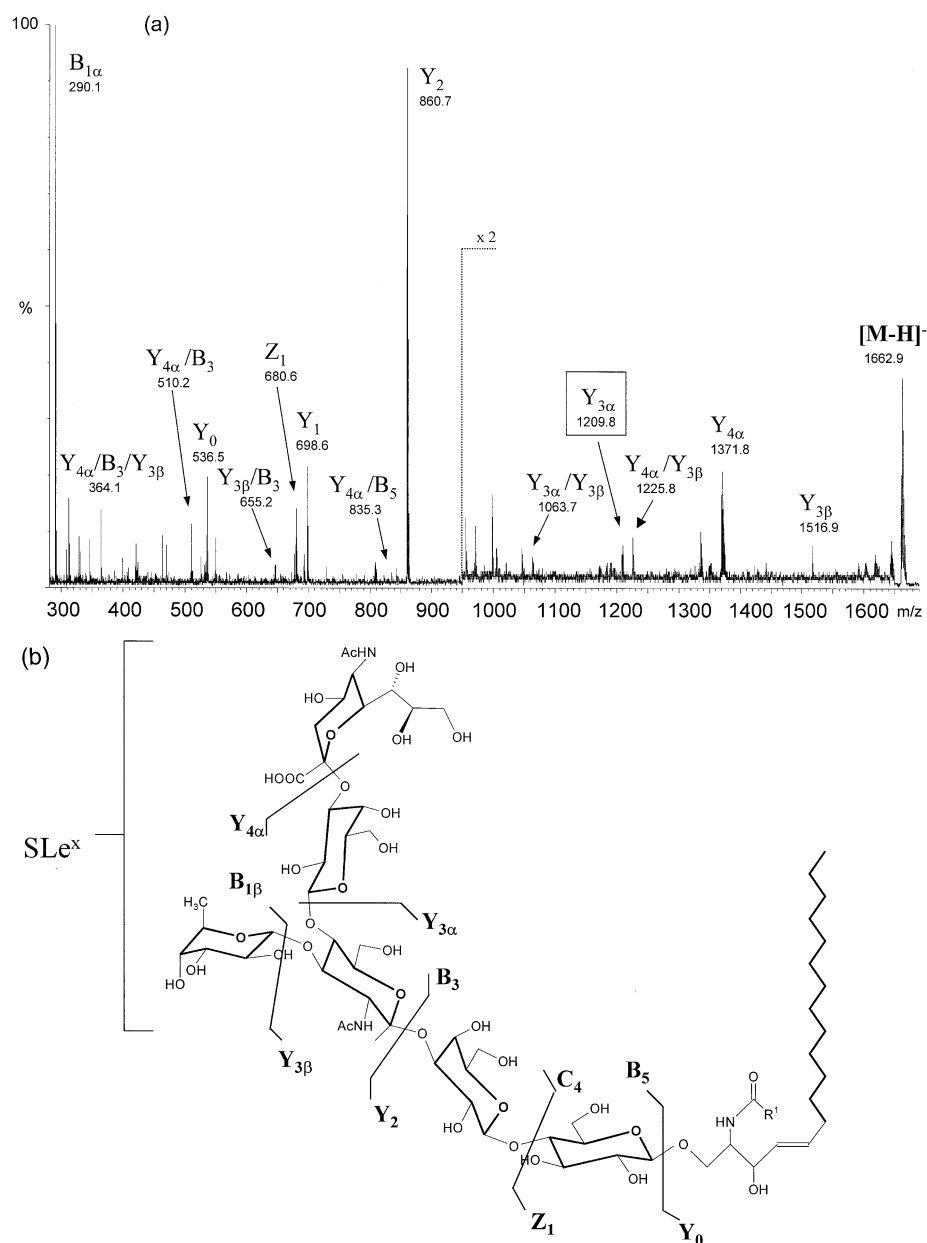 (a)
100
%
B1α
290.1
Y4α/B3/Y3β
364.1
Y4α/B3
510.2
Y0
536.5
Y3β/B3
655.2
Z1
680.6
Y1
698.6
Y4α/B5
835.3
Y2
860.7
x 2
Y3α/Y3β
1063.7
Y3α
1209.8
Y4α/Y3β
1225.8
Y4α
1371.8
Y3β
1516.9
[M-H]-
1662.9
300 400 500 600 700 800 900 1000 1100 1200 1300 1400 1500 1600 m/z
(b)
SLex
AcHN
HO
OH
O
OH
OH
HOOC
O
Y4α
OH
OH
HO
O
B1β
Y3α
H3C
O
O
O
OH
OH
HO
OH
O
B3
AcHN
O
OH
Y3β
OH
Y2
O
HO
C4
B5
OH
O
O
HO
OH
O
O
HN
R1
OH
Z1
Y0